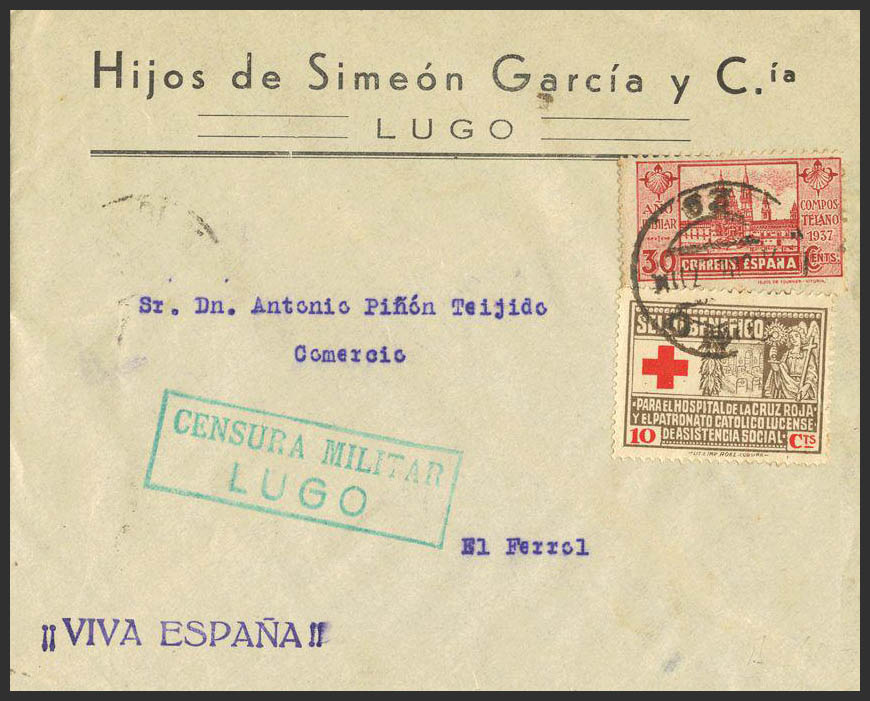 Hijos de Simeón García y C.ía
LUGO
AÑO COMPOS
TELANO
1937
30 CORREOS ESPAÑA CENTS.
Sr. Dn. Antonio Piñón Teijido
Comercio
SELLO BENEFICO
PARA EL HOSPITAL DE LA CRUZ ROJA
Y EL PATRONATO CATOLICO LUCENSE
DE ASISTENCIA SOCIAL
10 CTS
CENSURA MILITAR
LUGO
El Ferrol
¡¡VIVA ESPAÑA!!